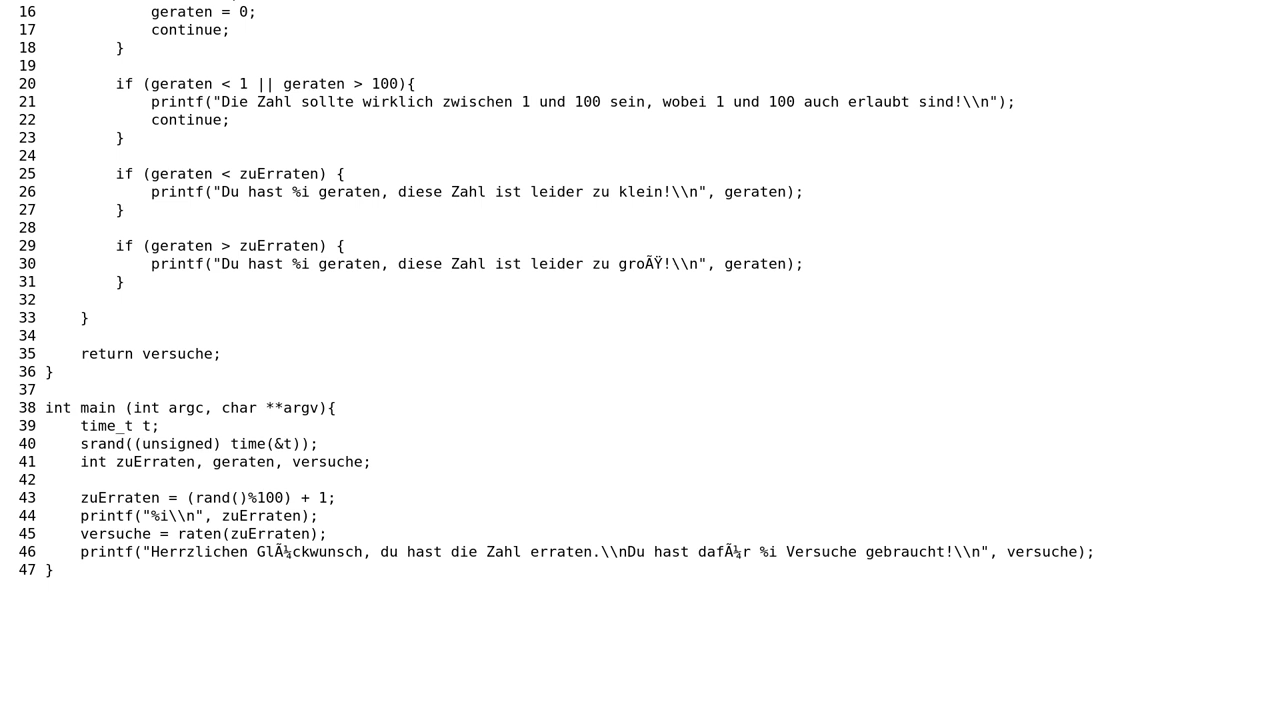 16             geraten = 0;
17             continue;
18         }
19
20         if (geraten < 1 || geraten > 100){
21             printf("Die Zahl sollte wirklich zwischen 1 und 100 sein, wobei 1 und 100 auch erlaubt sind!\\n");
22             continue;
23         }
24
25         if (geraten < zuErraten) {
26             printf("Du hast %i geraten, diese Zahl ist leider zu klein!\\n", geraten);
27         }
28
29         if (geraten > zuErraten) {
30             printf("Du hast %i geraten, diese Zahl ist leider zu groÃŸ!\\n", geraten);
31         }
32
33     }
34
35     return versuche;
36 }
37
38 int main (int argc, char **argv){
39     time_t t;
40     srand((unsigned) time(&t));
41     int zuErraten, geraten, versuche;
42
43     zuErraten = (rand()%100) + 1;
44     printf("%i\\n", zuErraten);
45     versuche = raten(zuErraten);
46     printf("Herrzlichen GlÃ¼ckwunsch, du hast die Zahl erraten.\\nDu hast dafÃ¼r %i Versuche gebraucht!\\n", versuche);
47 }